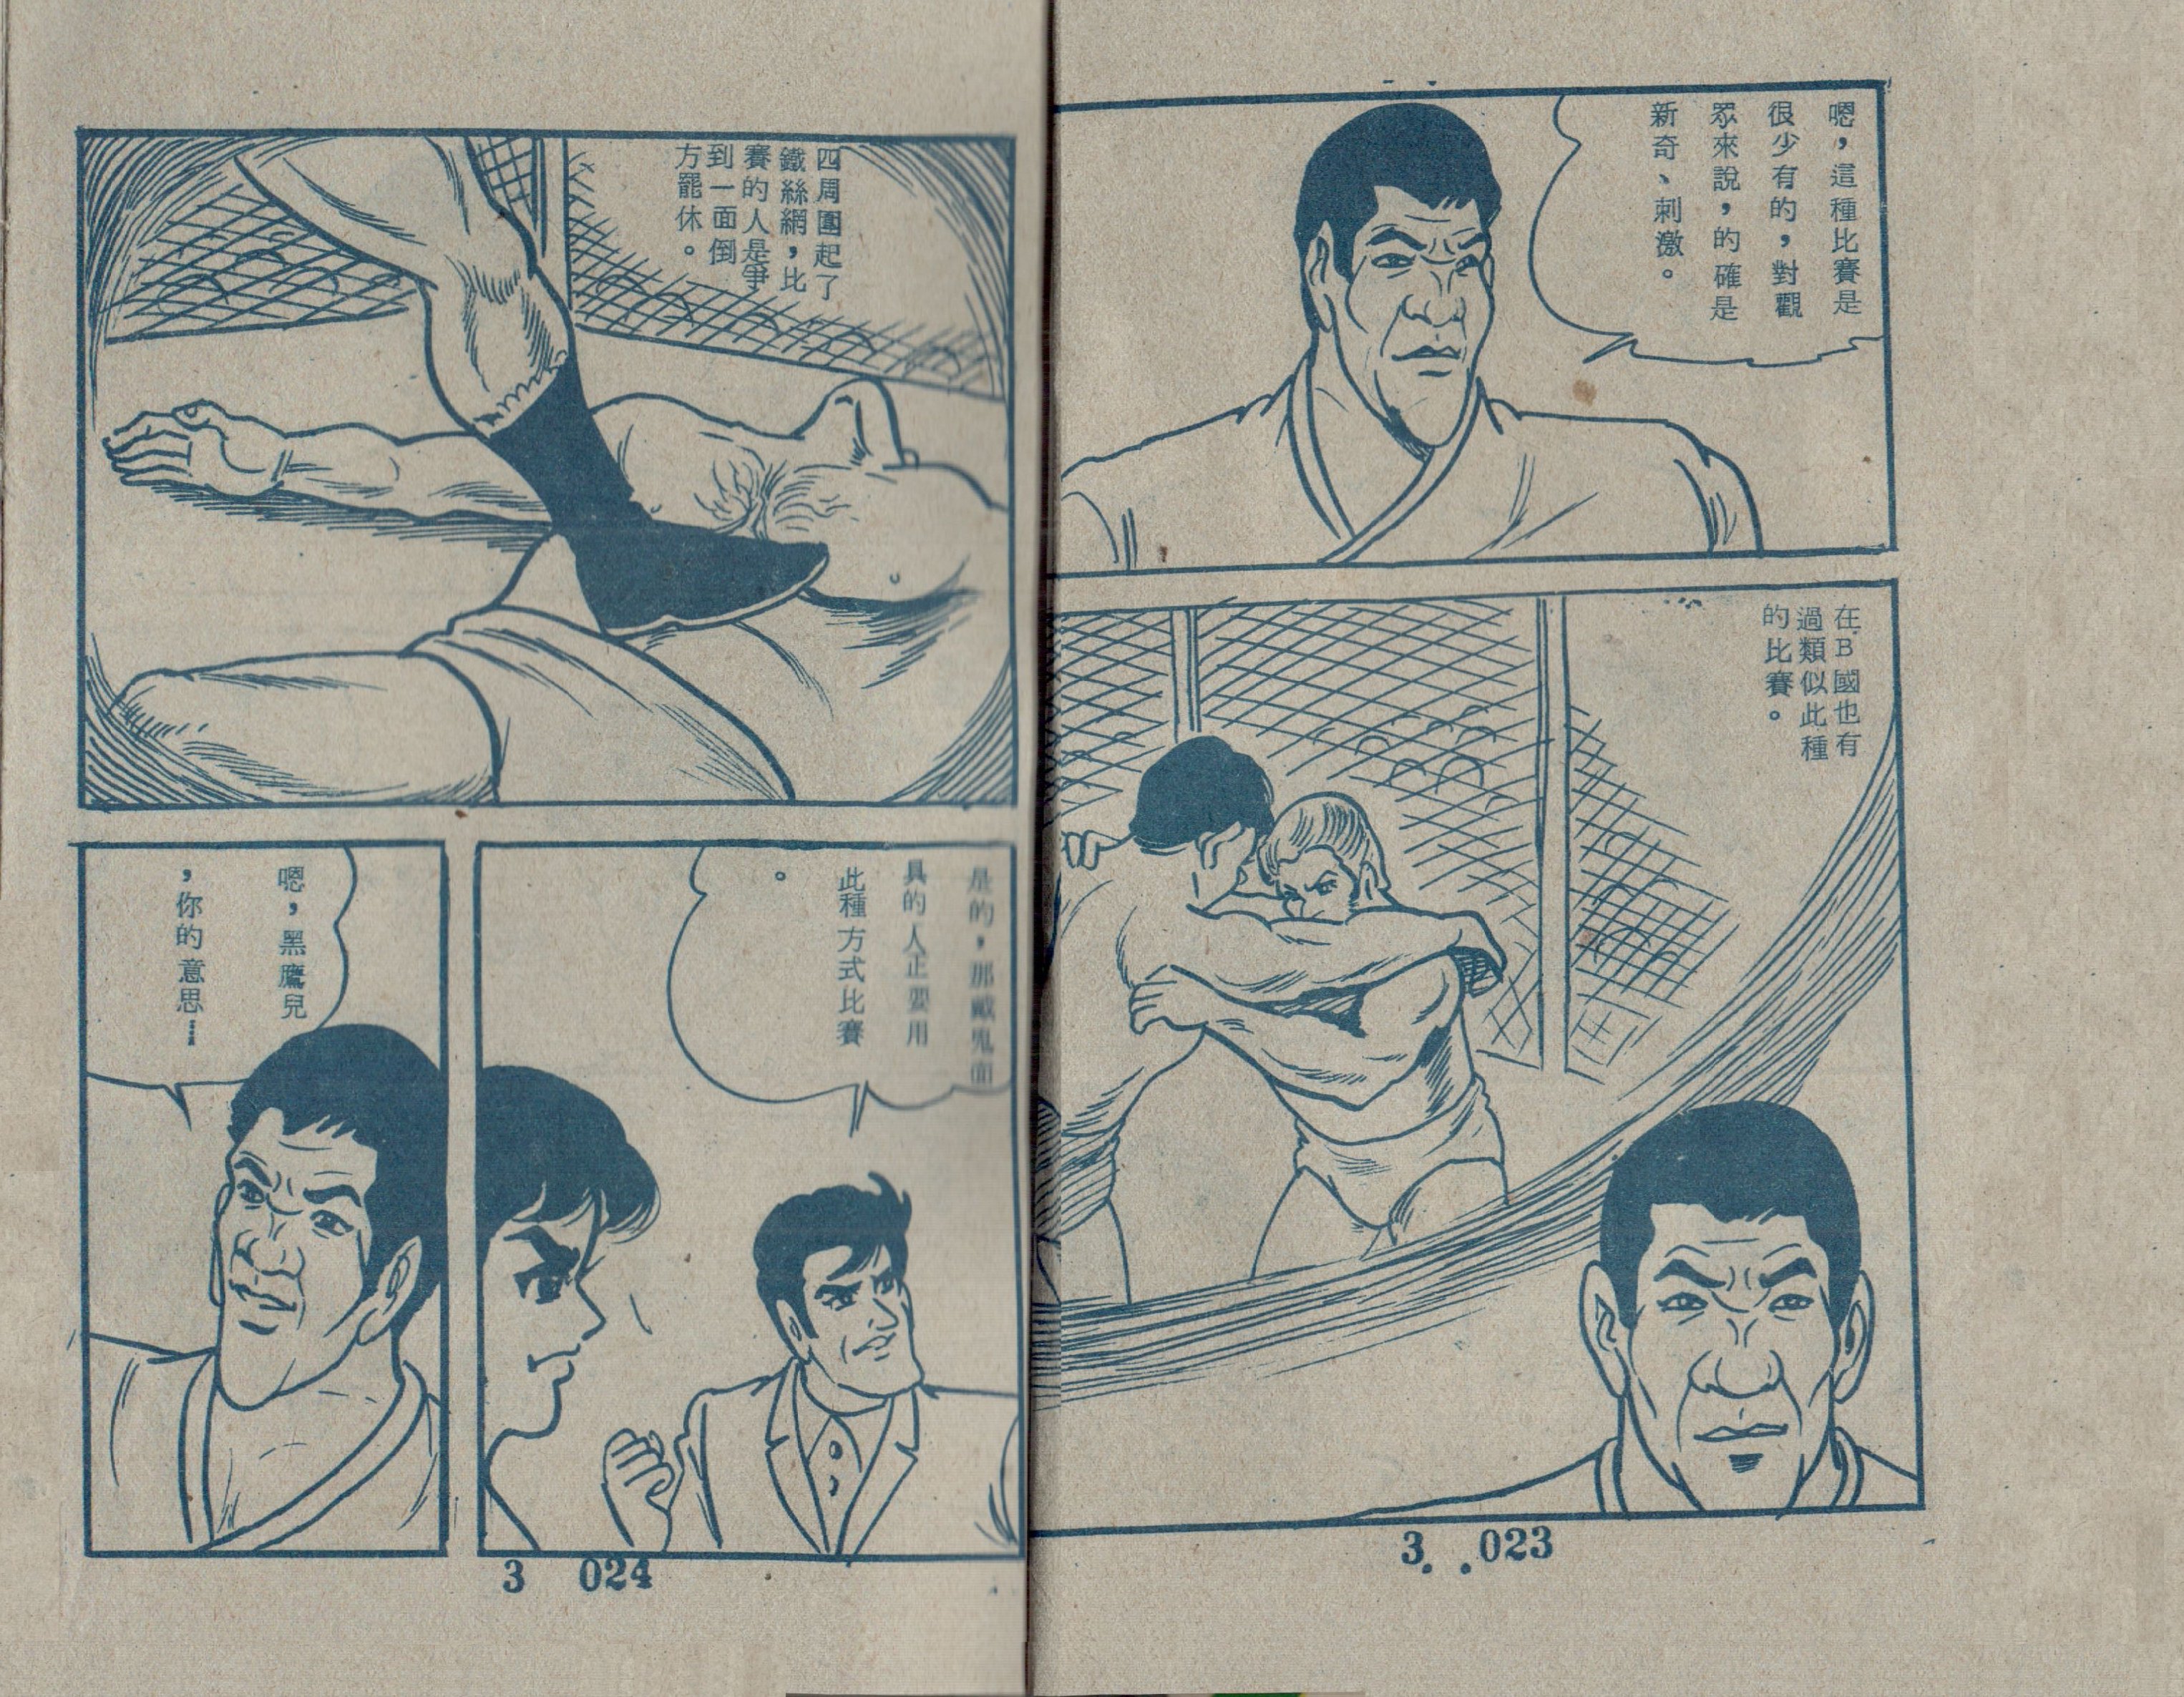 嗯，這種比賽是
很少有的，對觀
眾來說，的確是
新奇、刺激。
在B國也有
過類似此種
的比賽。
3 023
四周圍起了
鐵絲網，比
賽的人是爭
到一面倒
方罷休。
是的，那戴鬼面
具的人正要用
此種方式比賽
。
嗯，黑鷹兒
，你的意思……
3 024